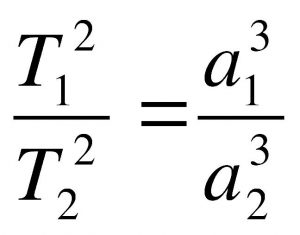 T₁²/T₂² = a₁³/a₂³